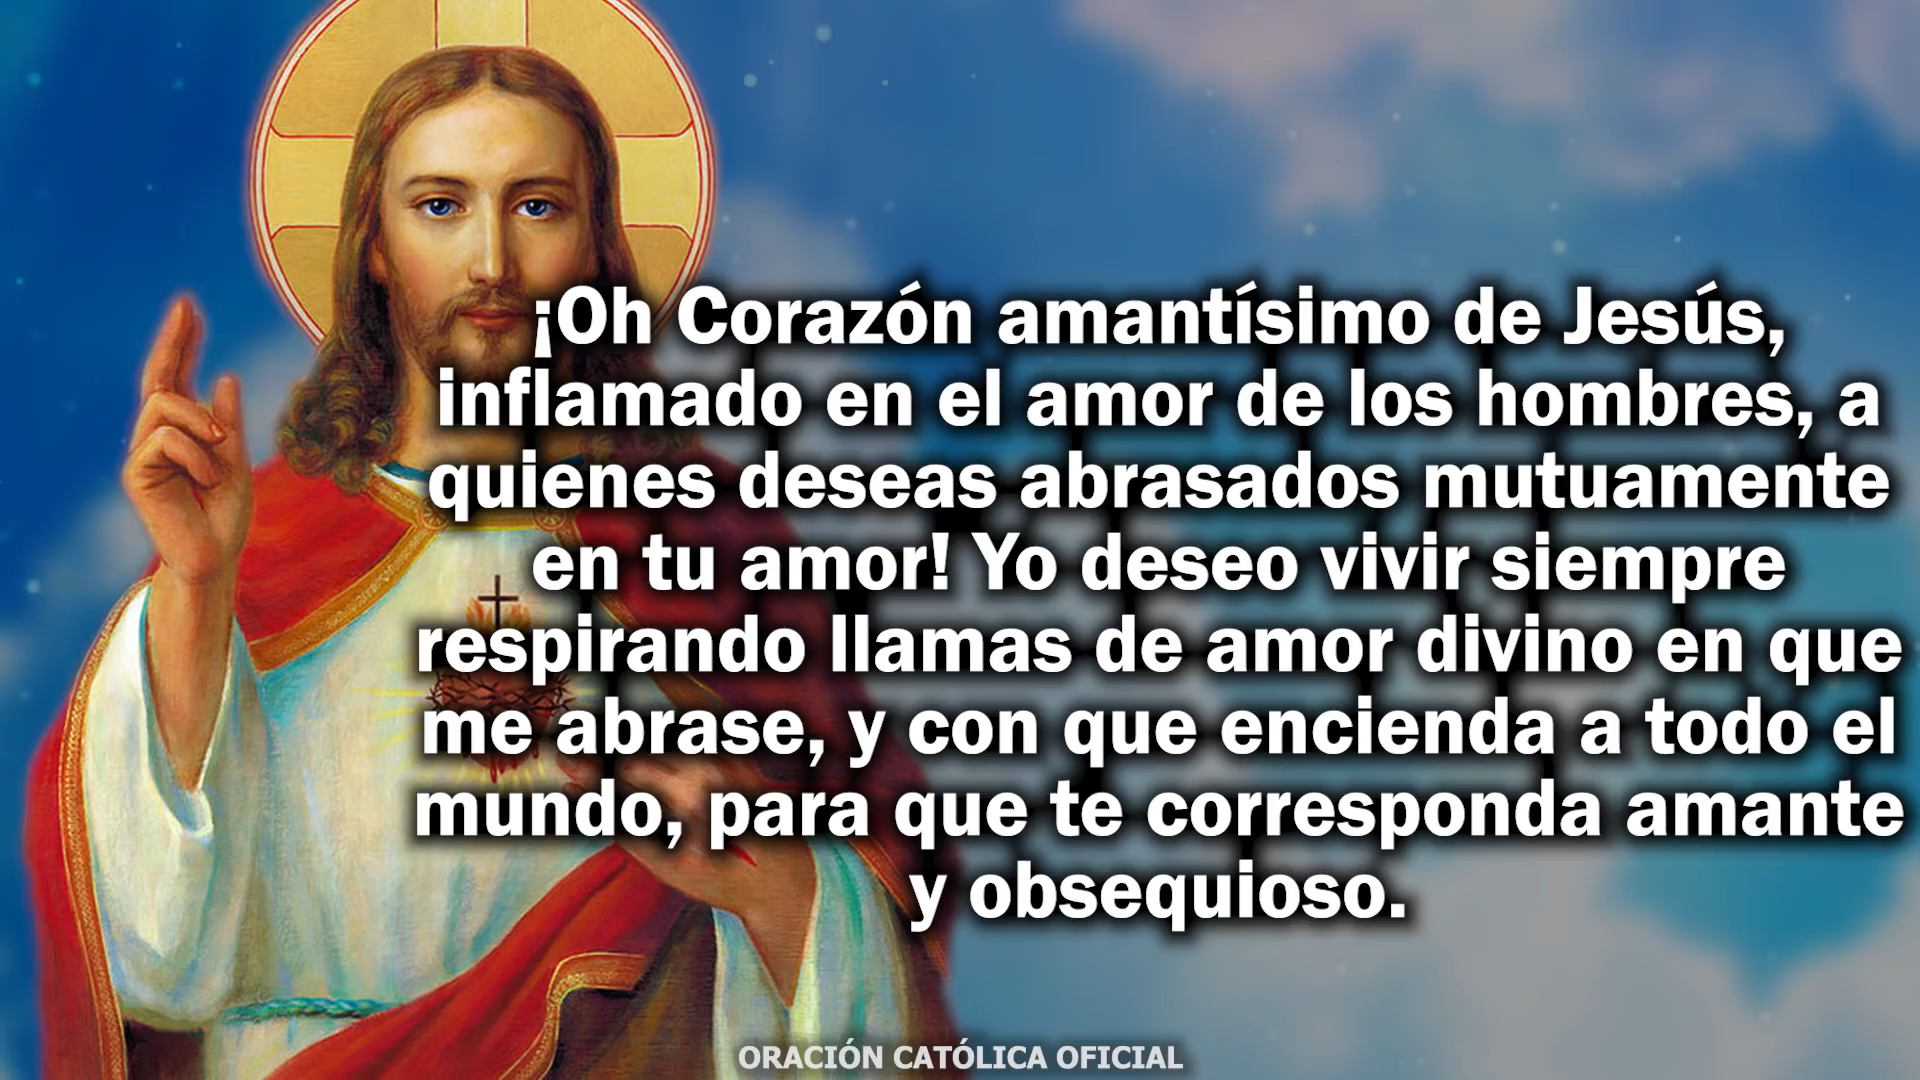 ¡Oh Corazón amantísimo de Jesús,
inflamado en el amor de los hombres, a
quienes deseas abrasados mutuamente
en tu amor! Yo deseo vivir siempre
respirando llamas de amor divino en que
me abrase, y con que encienda a todo el
mundo, para que te corresponda amante
y obsequioso.
ORACIÓN CATÓLICA OFICIAL